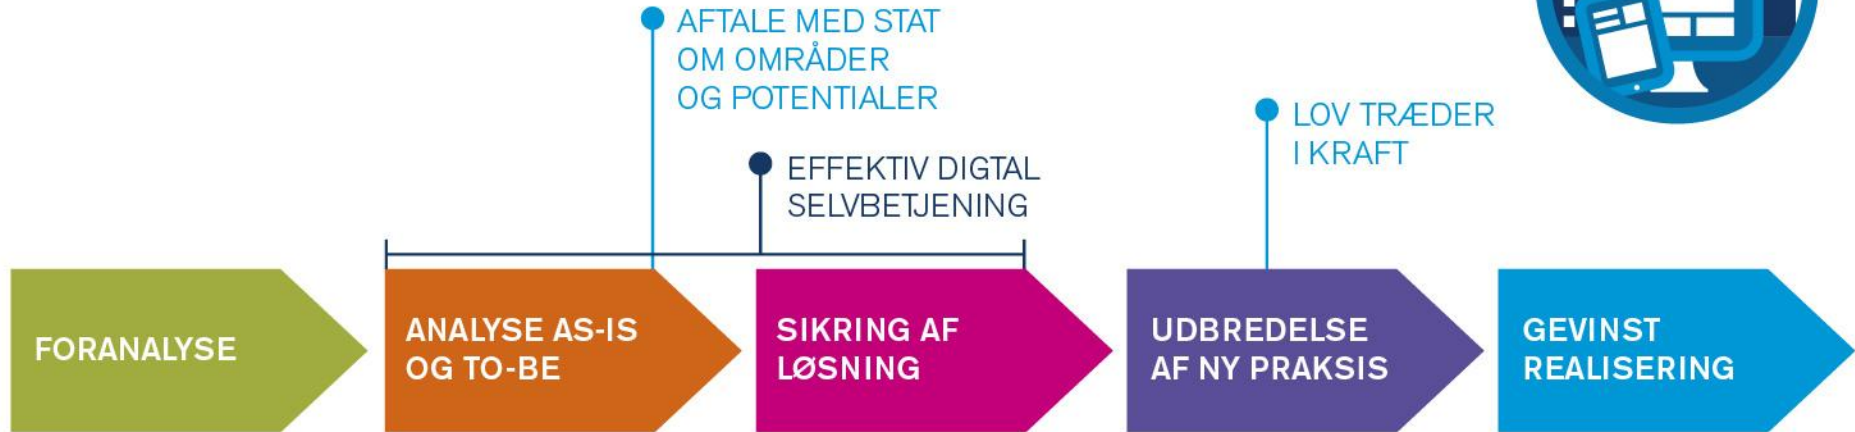 AFTALE MED STAT
OM OMRÅDER
OG POTENTIALER
LOV TRÆDER
I KRAFT
EFFEKTIV DIGTAL
SELVBETJENING
FORANALYSE
ANALYSE AS-IS
OG TO-BE
SIKRING AF
LØSNING
UDBREDELSE
AF NY PRAKSIS
GEVINST
REALISERING